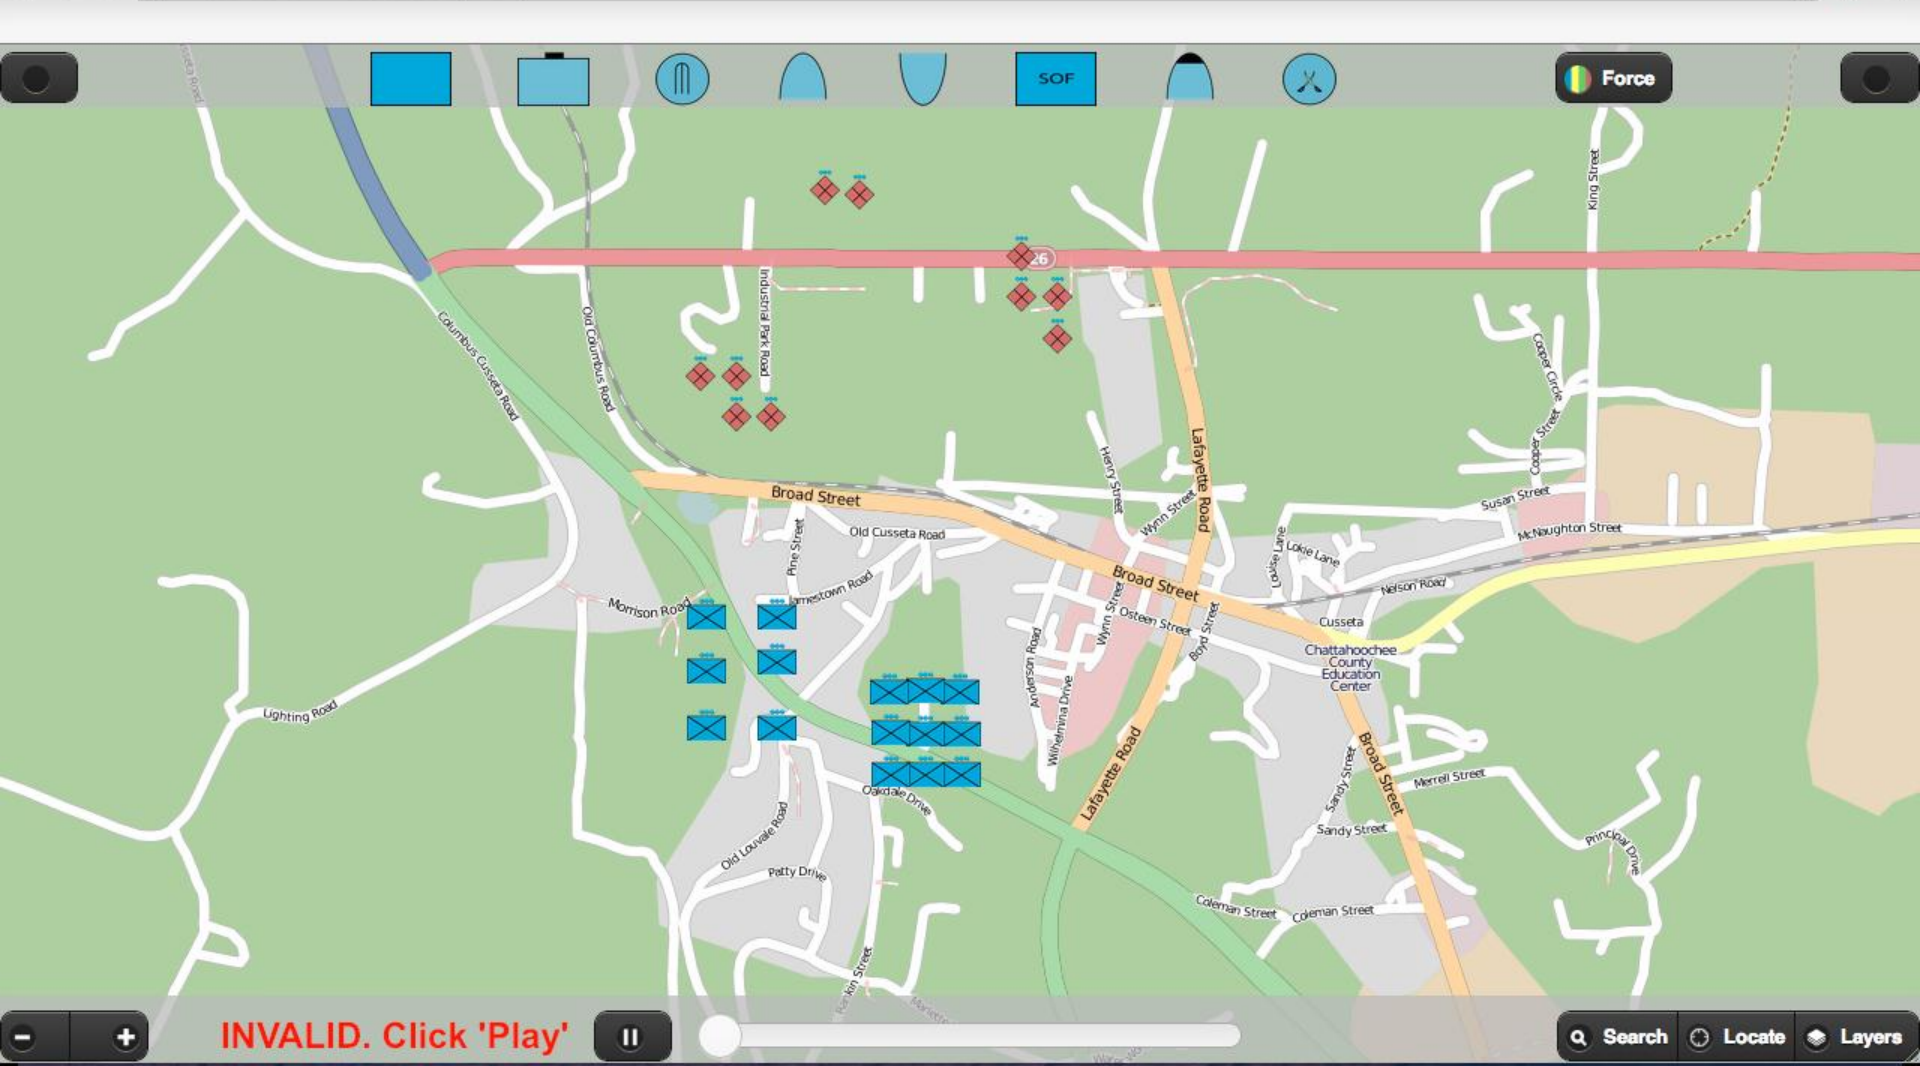 SOF
Force
King Street
26
Industrial Park Road
Columbus Cusseta Road
Old Columbus Road
Cooper Circle
Cooper Street
Lafayette Road
Henry Street
Broad Street
Wynn Street
Susan Street
McNaughton Street
Old Cusseta Road
Pine Street
Louise Lane
Lokie Lane
Broad Street
Nelson Road
Jamestown Road
Morrison Road
Wynn Street
Osteen Street
Boyd Street
Cusseta
Anderson Road
Chattahoochee
County
Education
Center
Lighting Road
Wilhelmina Drive
Lafayette Road
Broad Street
Sandy Street
Merrell Street
Oakdale Drive
Old Louvale Road
Sandy Street
Principal Drive
Patty Drive
Coleman Street
Coleman Street
INVALID. Click 'Play'
Search
Locate
Layers